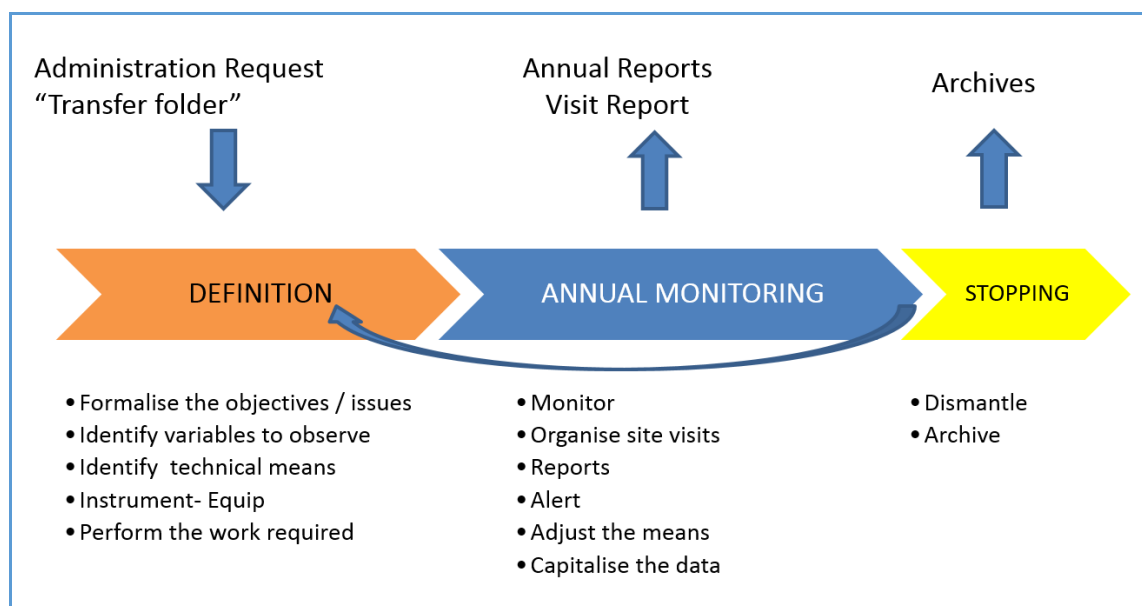 Administration Request
“Transfer folder”
Annual Reports
Visit Report
Archives
DEFINITION
ANNUAL MONITORING
STOPPING
• Formalise the objectives / issues
• Identify variables to observe
• Identify technical means
• Instrument- Equip
• Perform the work required
• Monitor
• Organise site visits
• Reports
• Alert
• Adjust the means
• Capitalise the data
• Dismantle
• Archive